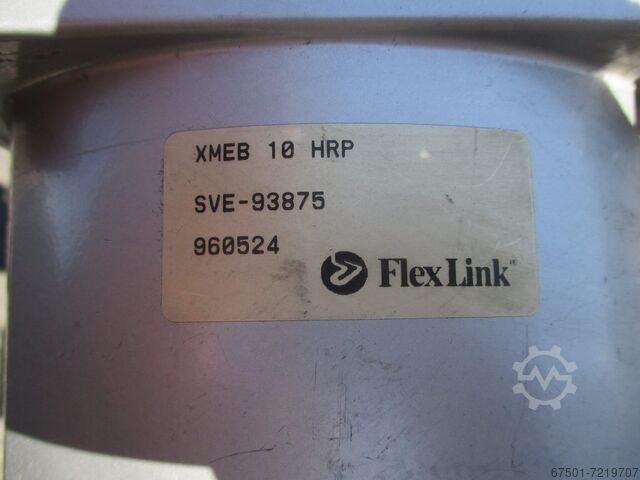 XMEB 10 HRP
SVE-93875
960524
FlexLink
67501-7219707